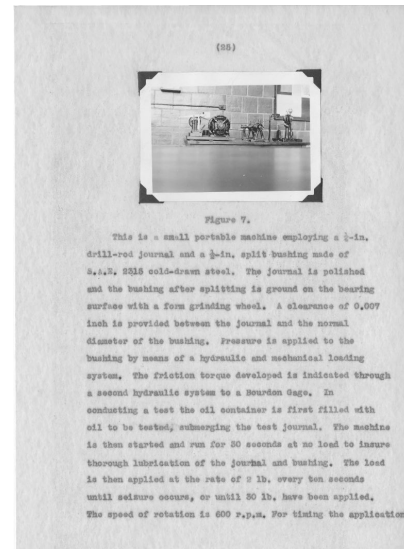 (25)
Figure 7.
This is a small portable machine employing a ¼-in.
drill-rod journal and a ½-in. split bushing made of
S.A.E. 2315 cold-drawn steel. The journal is polished
and the bushing after splitting is ground on the bearing
surface with a form grinding wheel. A clearance of 0.007
inch is provided between the journal and the normal
diameter of the bushing. Pressure is applied to the
bushing by means of a hydraulic and mechanical loading
system. The friction torque developed is indicated through
a second hydraulic system to a Bourdon Gage. In
conducting a test the oil container is first filled with
oil to be tested, submerging the test journal. The machine
is then started and run for 30 seconds at no load to insure
thorough lubrication of the journal and bushing. The load
is then applied at the rate of 2 lb. every ten seconds
until seizure occurs, or until 30 lb. have been applied.
The speed of rotation is 600 r.p.m. For timing the application